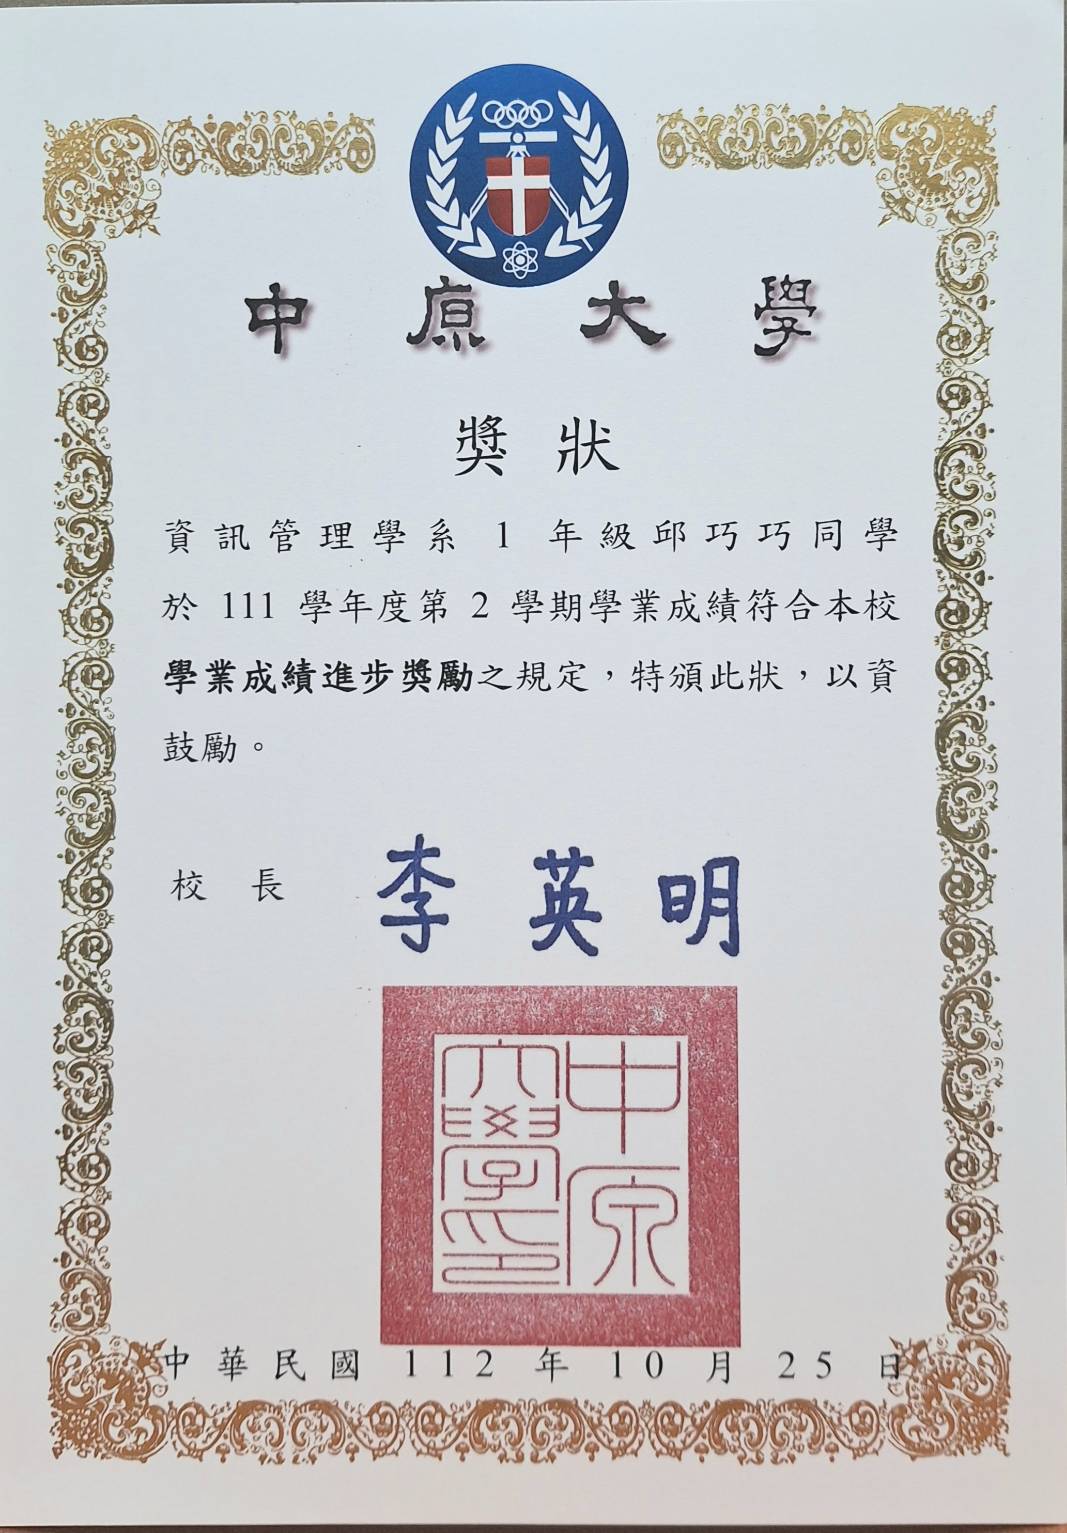 中原大學
獎狀
資訊管理學系 1 年級邱巧巧同學
於 111 學年度第 2 學期學業成績符合本校
學業成績進步獎勵之規定，特頒此狀，以資
鼓勵。
校長 李英明
中原
大學印
中華民國 112 年 10 月 25 日